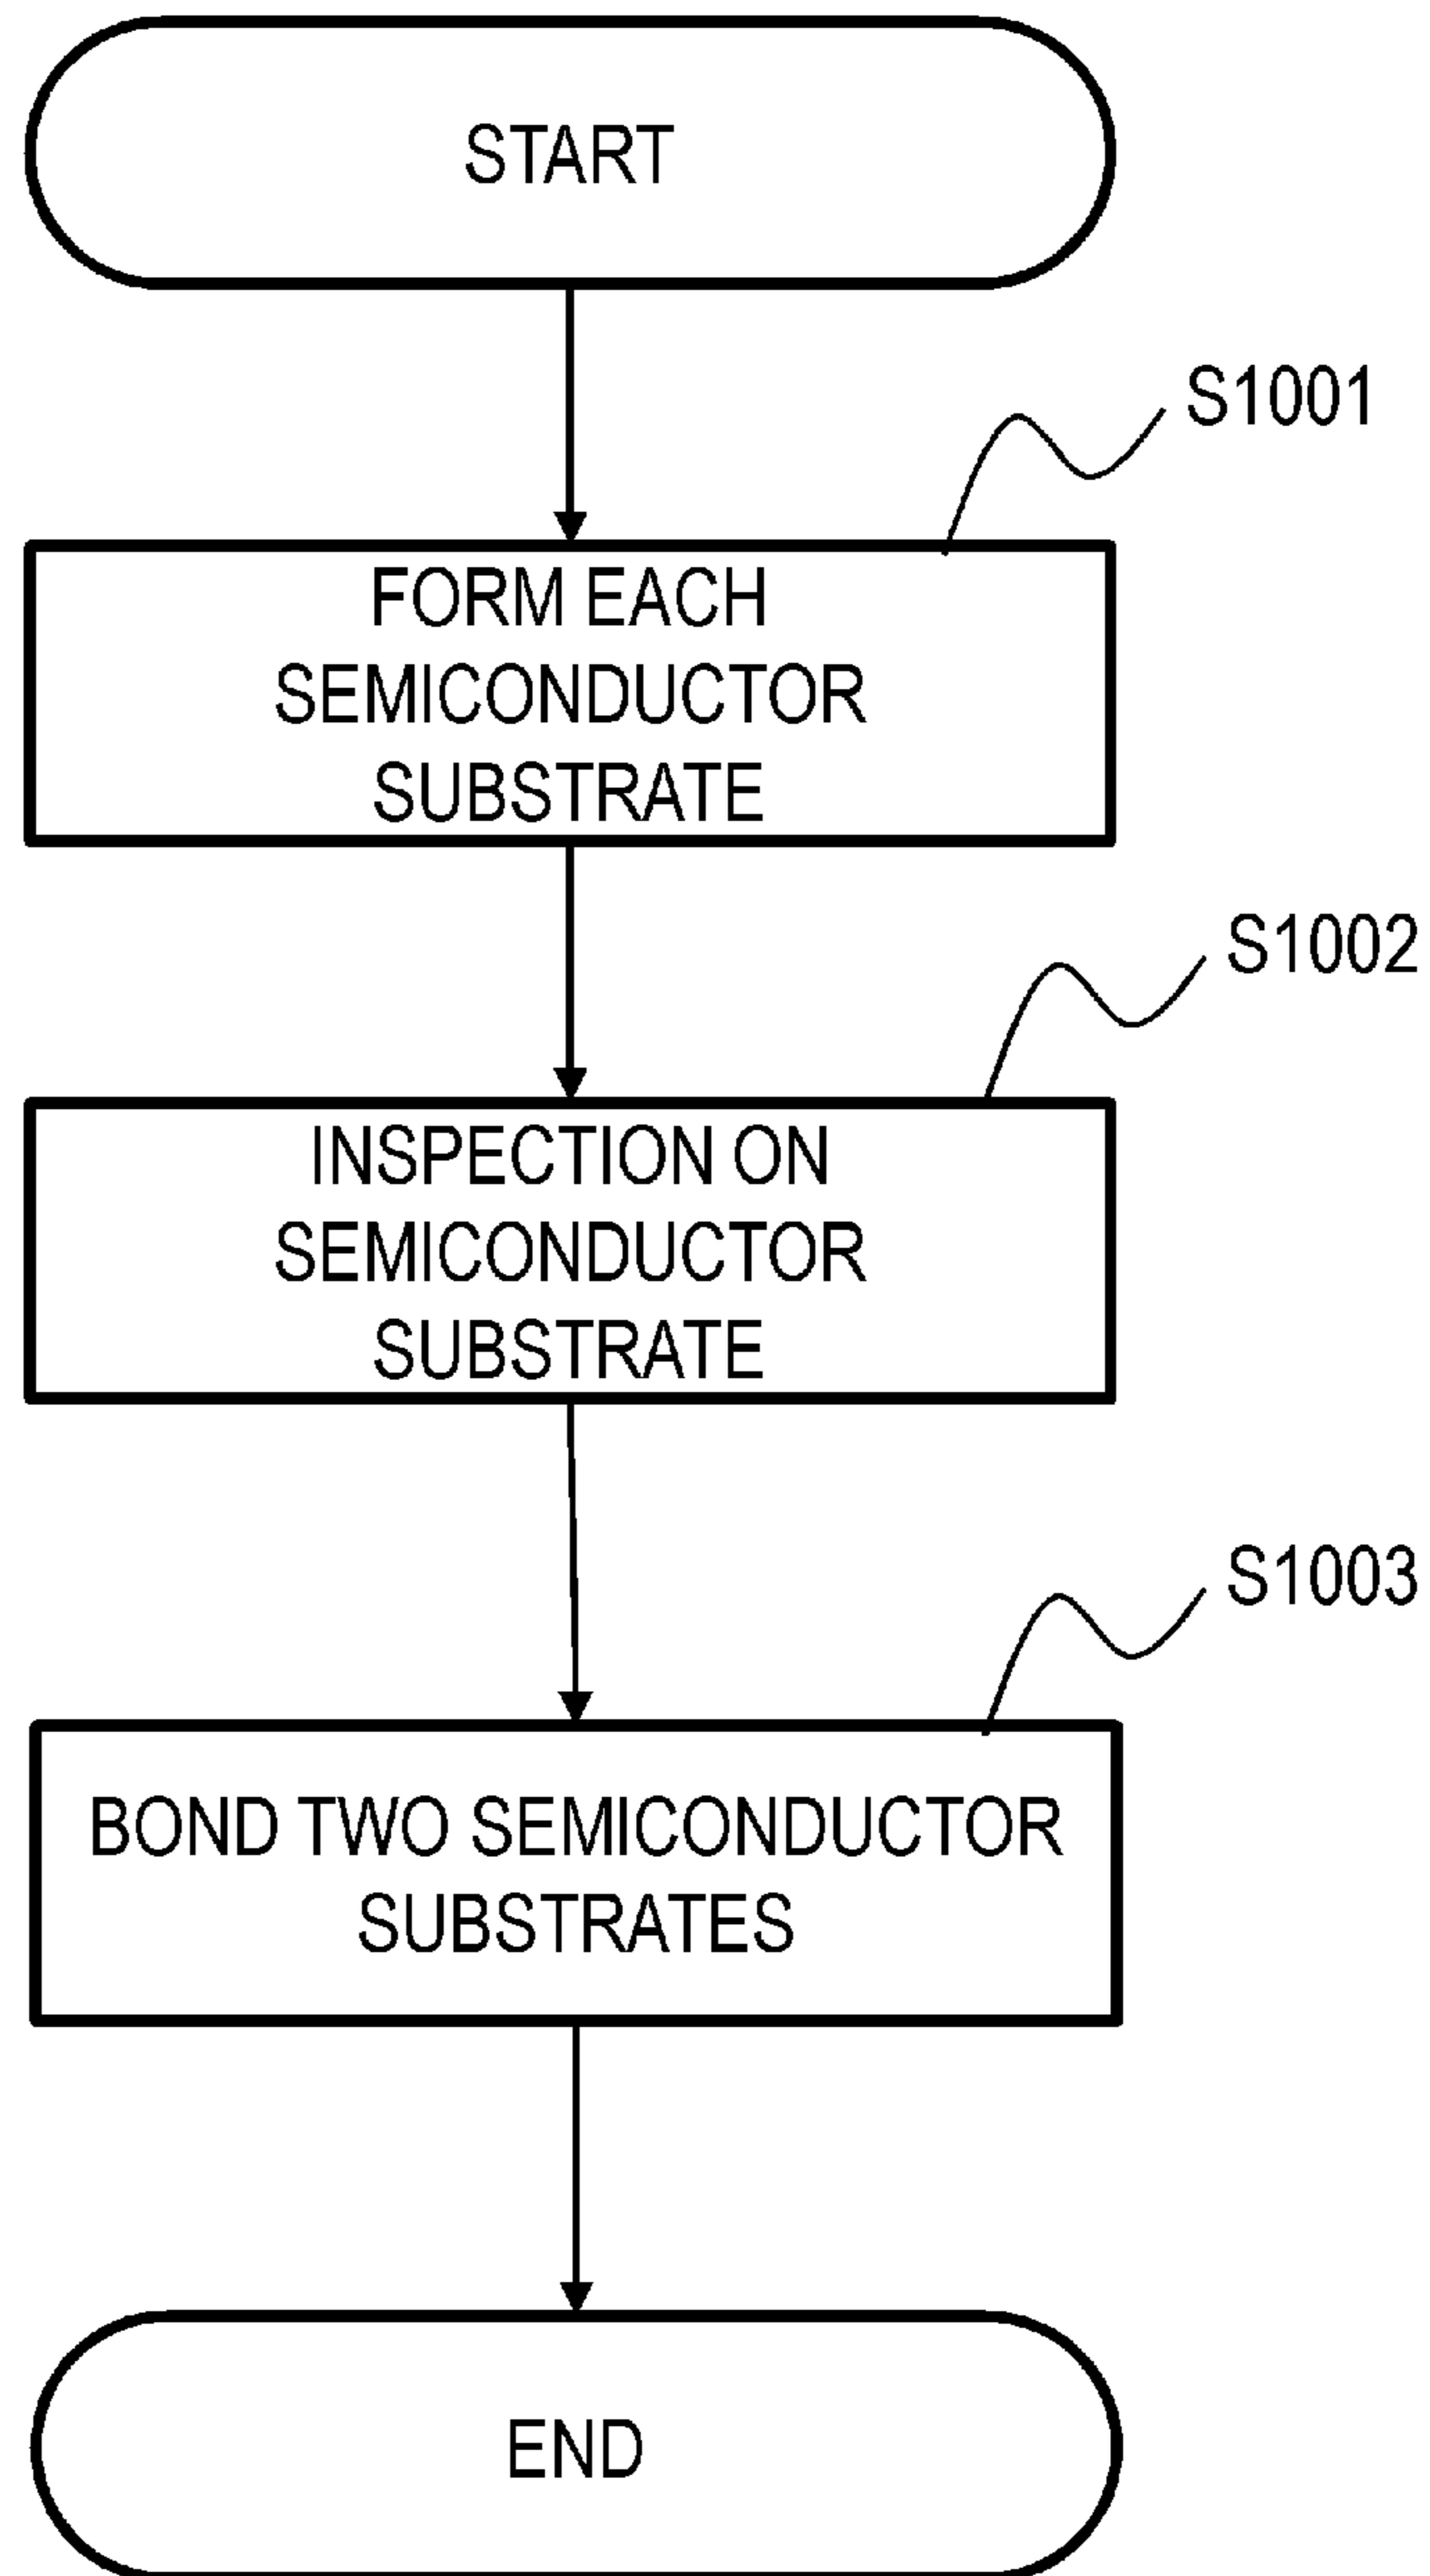 START
S1001
FORM EACH
SEMICONDUCTOR
SUBSTRATE
S1002
INSPECTION ON
SEMICONDUCTOR
SUBSTRATE
S1003
BOND TWO SEMICONDUCTOR
SUBSTRATES
END